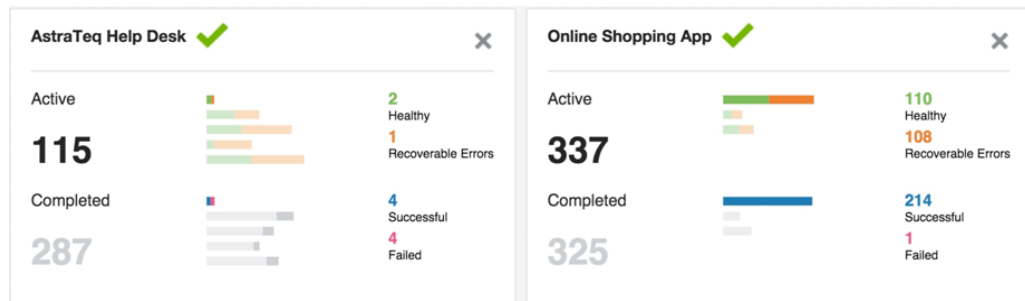 AstraTeq Help Desk
Active
115
2
Healthy
1
Recoverable Errors
Completed
287
4
Successful
4
Failed
Online Shopping App
Active
337
110
Healthy
108
Recoverable Errors
Completed
325
214
Successful
1
Failed